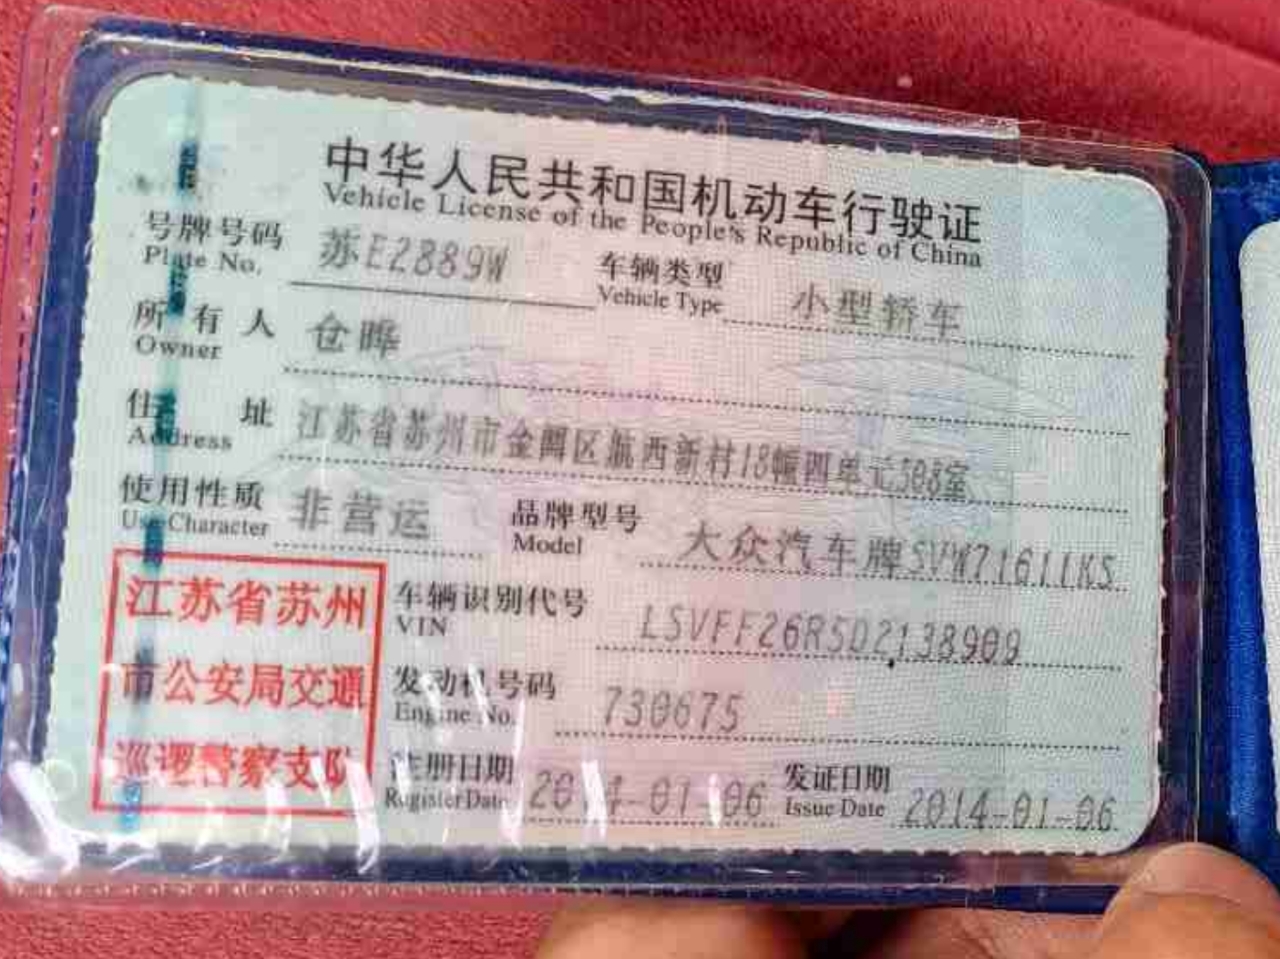 中华人民共和国机动车行驶证
Vehicle License of the People's Republic of China
号牌号码 苏E2889W 车辆类型 小型轿车
Plate No. Vehicle Type
所有人 仓晔
Owner
住址 江苏省苏州市金阊区航西新村18幢四单元508室
Address
使用性质 非营运 品牌型号 大众汽车牌SVW71611KS
Use Character Model
江苏省苏州
市公安局交通
巡逻警察支队
车辆识别代号 LSVFF26R5D2138909
VIN
发动机号码 730675
Engine No.
注册日期 2014-01-06 发证日期 2014-01-06
Register Date Issue Date